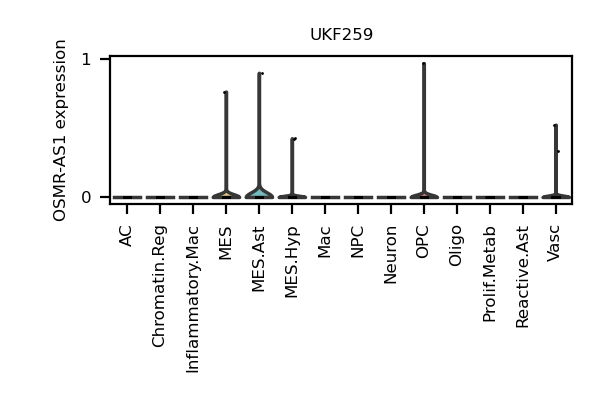 UKF259
OSMR-AS1 expression
1
0
AC
Chromatin.Reg
Inflammatory.Mac
MES
MES.Ast
MES.Hyp
Mac
NPC
Neuron
OPC
Oligo
Prolif.Metab
Reactive.Ast
Vasc